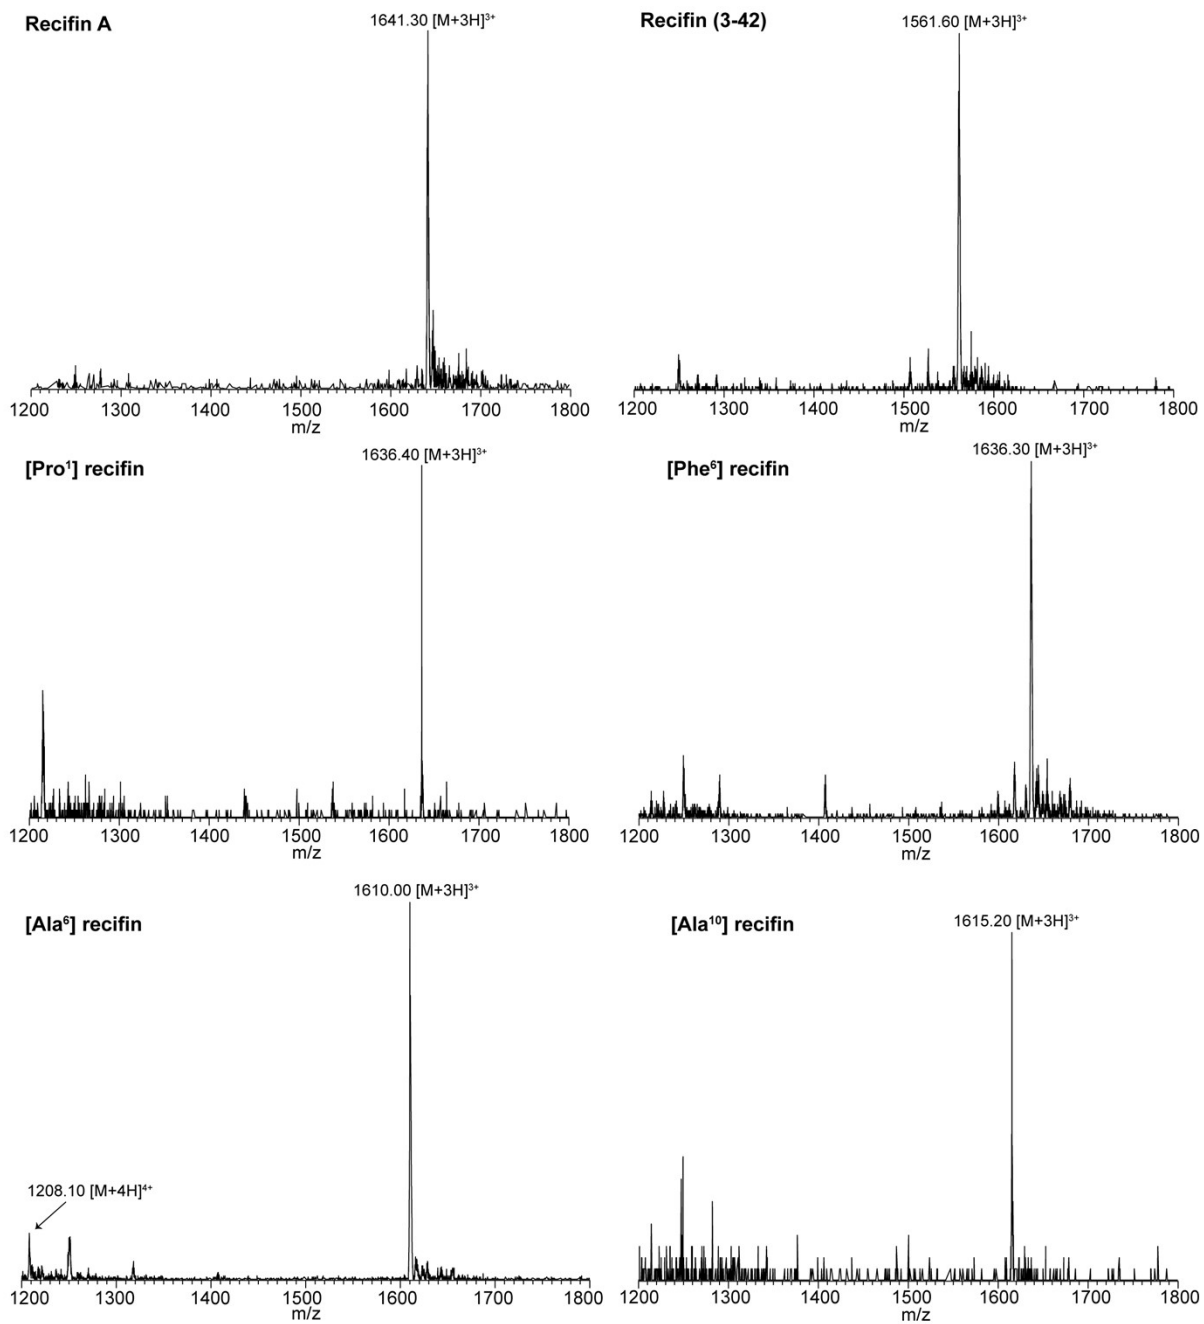 Recifin A
1641.30 [M+3H]³⁺
1200 1300 1400 1500 1600 1700 1800
m/z
Recifin (3-42)
1561.60 [M+3H]³⁺
1200 1300 1400 1500 1600 1700 1800
m/z
[Pro¹] recifin
1636.40 [M+3H]³⁺
1200 1300 1400 1500 1600 1700 1800
m/z
[Phe⁶] recifin
1636.30 [M+3H]³⁺
1200 1300 1400 1500 1600 1700 1800
m/z
[Ala⁶] recifin
1610.00 [M+3H]³⁺
1208.10 [M+4H]⁴⁺
1200 1300 1400 1500 1600 1700 1800
m/z
[Ala¹⁰] recifin
1615.20 [M+3H]³⁺
1200 1300 1400 1500 1600 1700 1800
m/z